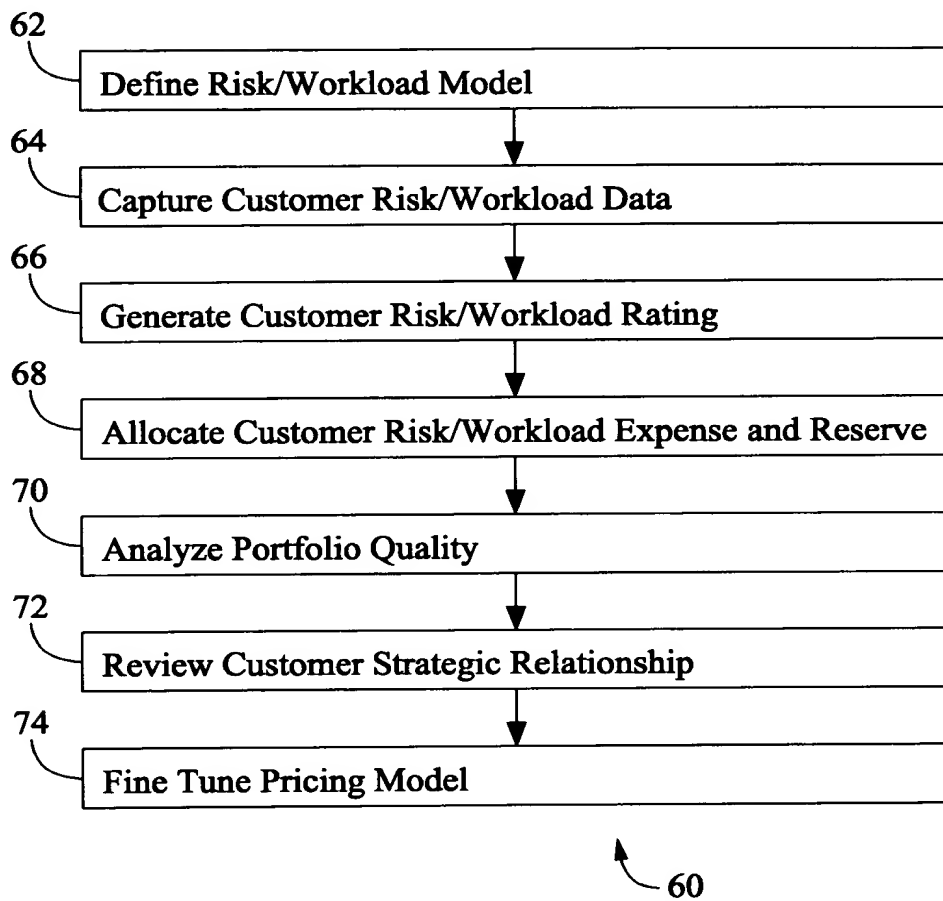 62
Define Risk/Workload Model
64
Capture Customer Risk/Workload Data
66
Generate Customer Risk/Workload Rating
68
Allocate Customer Risk/Workload Expense and Reserve
70
Analyze Portfolio Quality
72
Review Customer Strategic Relationship
74
Fine Tune Pricing Model
60